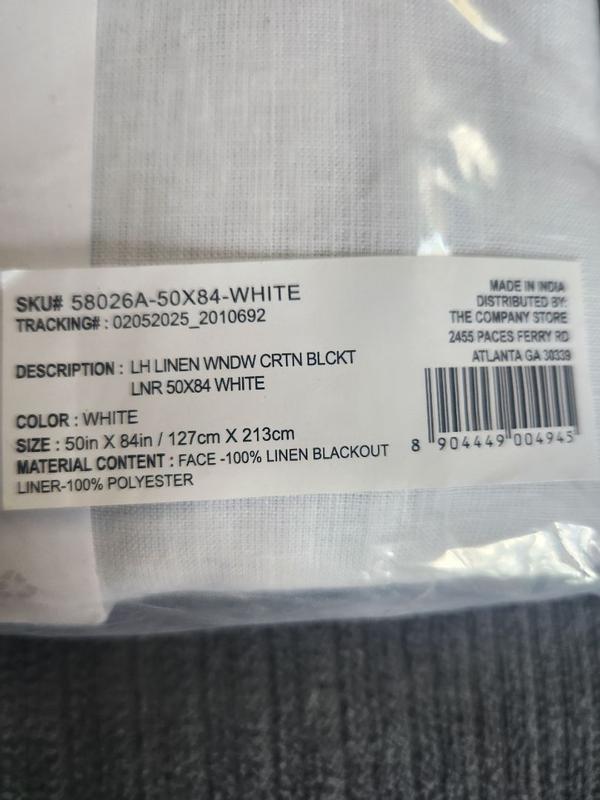 SKU# 58026A-50X84-WHITE
TRACKING# : 02052025_2010692
DESCRIPTION : LH LINEN WNDW CRTN BLCKT
LNR 50X84 WHITE
COLOR : WHITE
SIZE : 50in X 84in / 127cm X 213cm
MATERIAL CONTENT : FACE -100% LINEN BLACKOUT
LINER-100% POLYESTER
MADE IN INDIA
DISTRIBUTED BY:
THE COMPANY STORE
2455 PACES FERRY RD
ATLANTA GA 30339
8 904449 004945